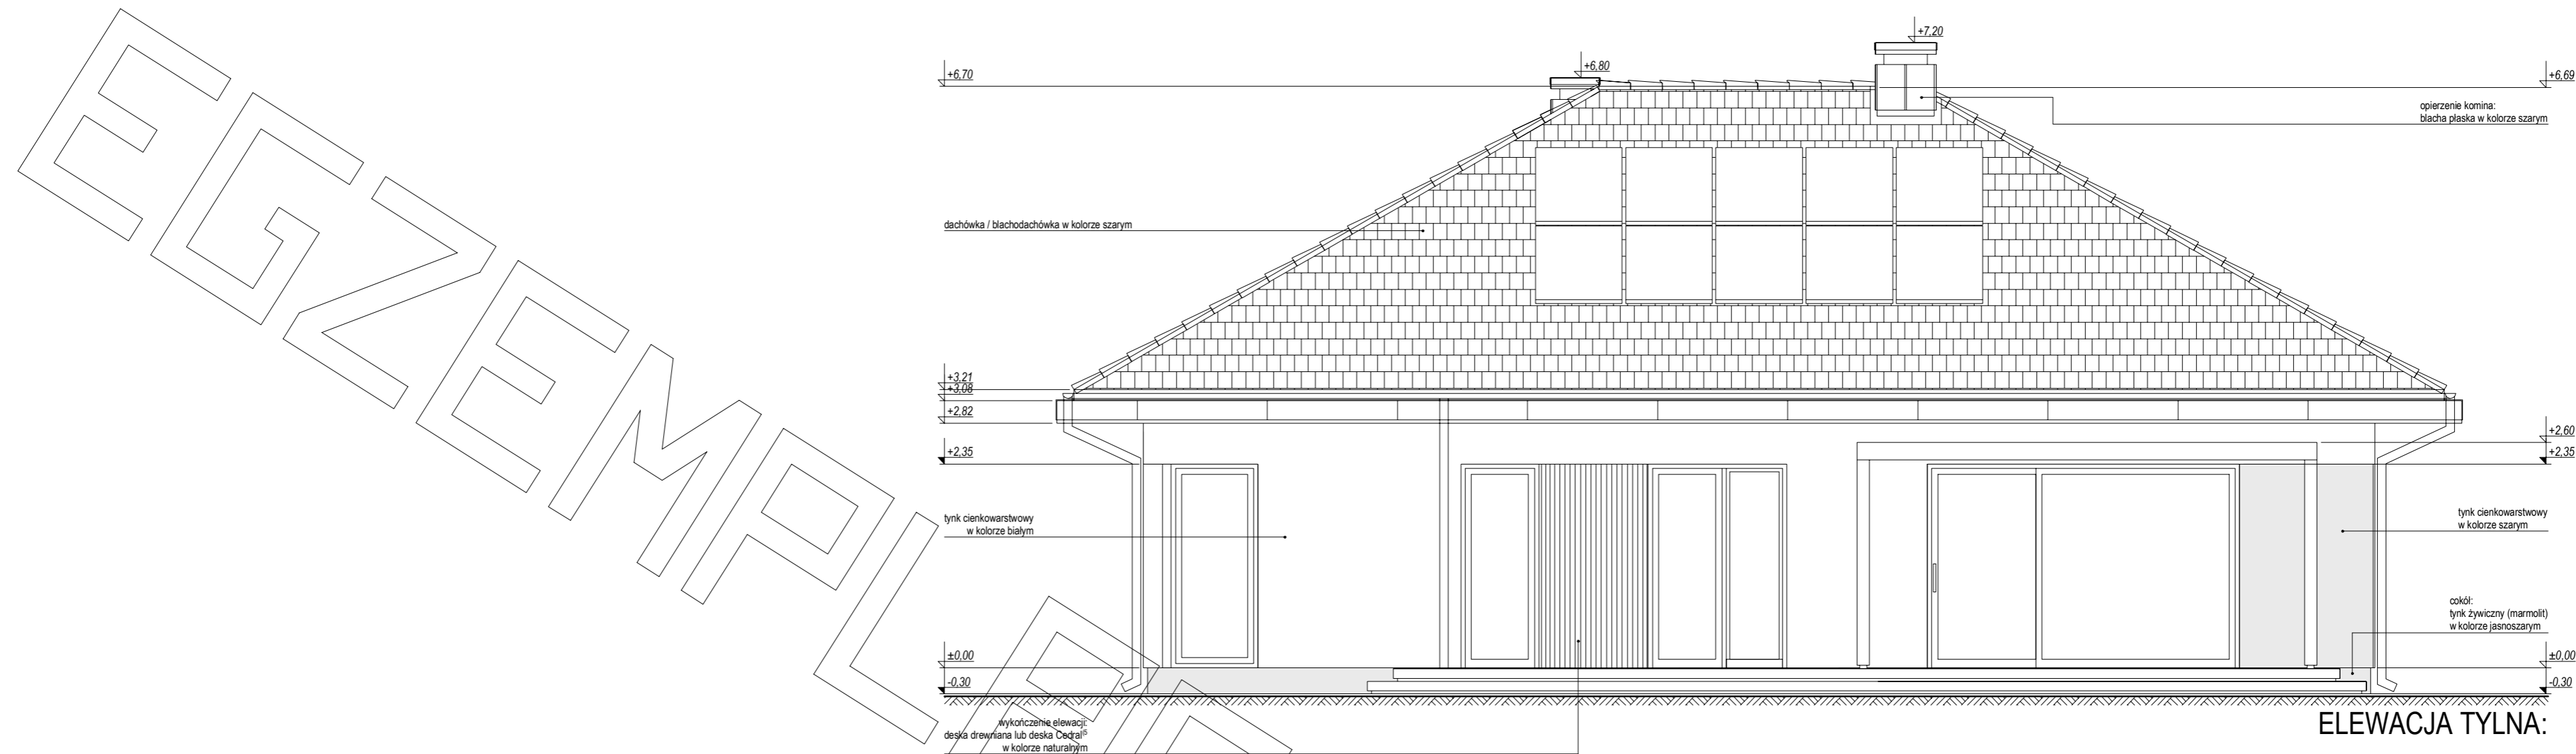 +7,20
+6,80
+6,70
+6,69
opierzenie komina:
blacha płaska w kolorze szarym
dachówka / blachodachówka w kolorze szarym
+3,21
+3,08
+2,82
+2,35
+2,60
+2,35
tynk cienkowarstwowy
w kolorze białym
tynk cienkowarstwowy
w kolorze szarym
cokół:
tynk żywiczny (marmolit)
w kolorze jasnoszarym
±0,00
-0,30
±0,00
-0,30
wykończenie elewacji:
deska drewniana lub deska Cedral
w kolorze naturalnym
ELEWACJA TYLNA:
EGZEMPL